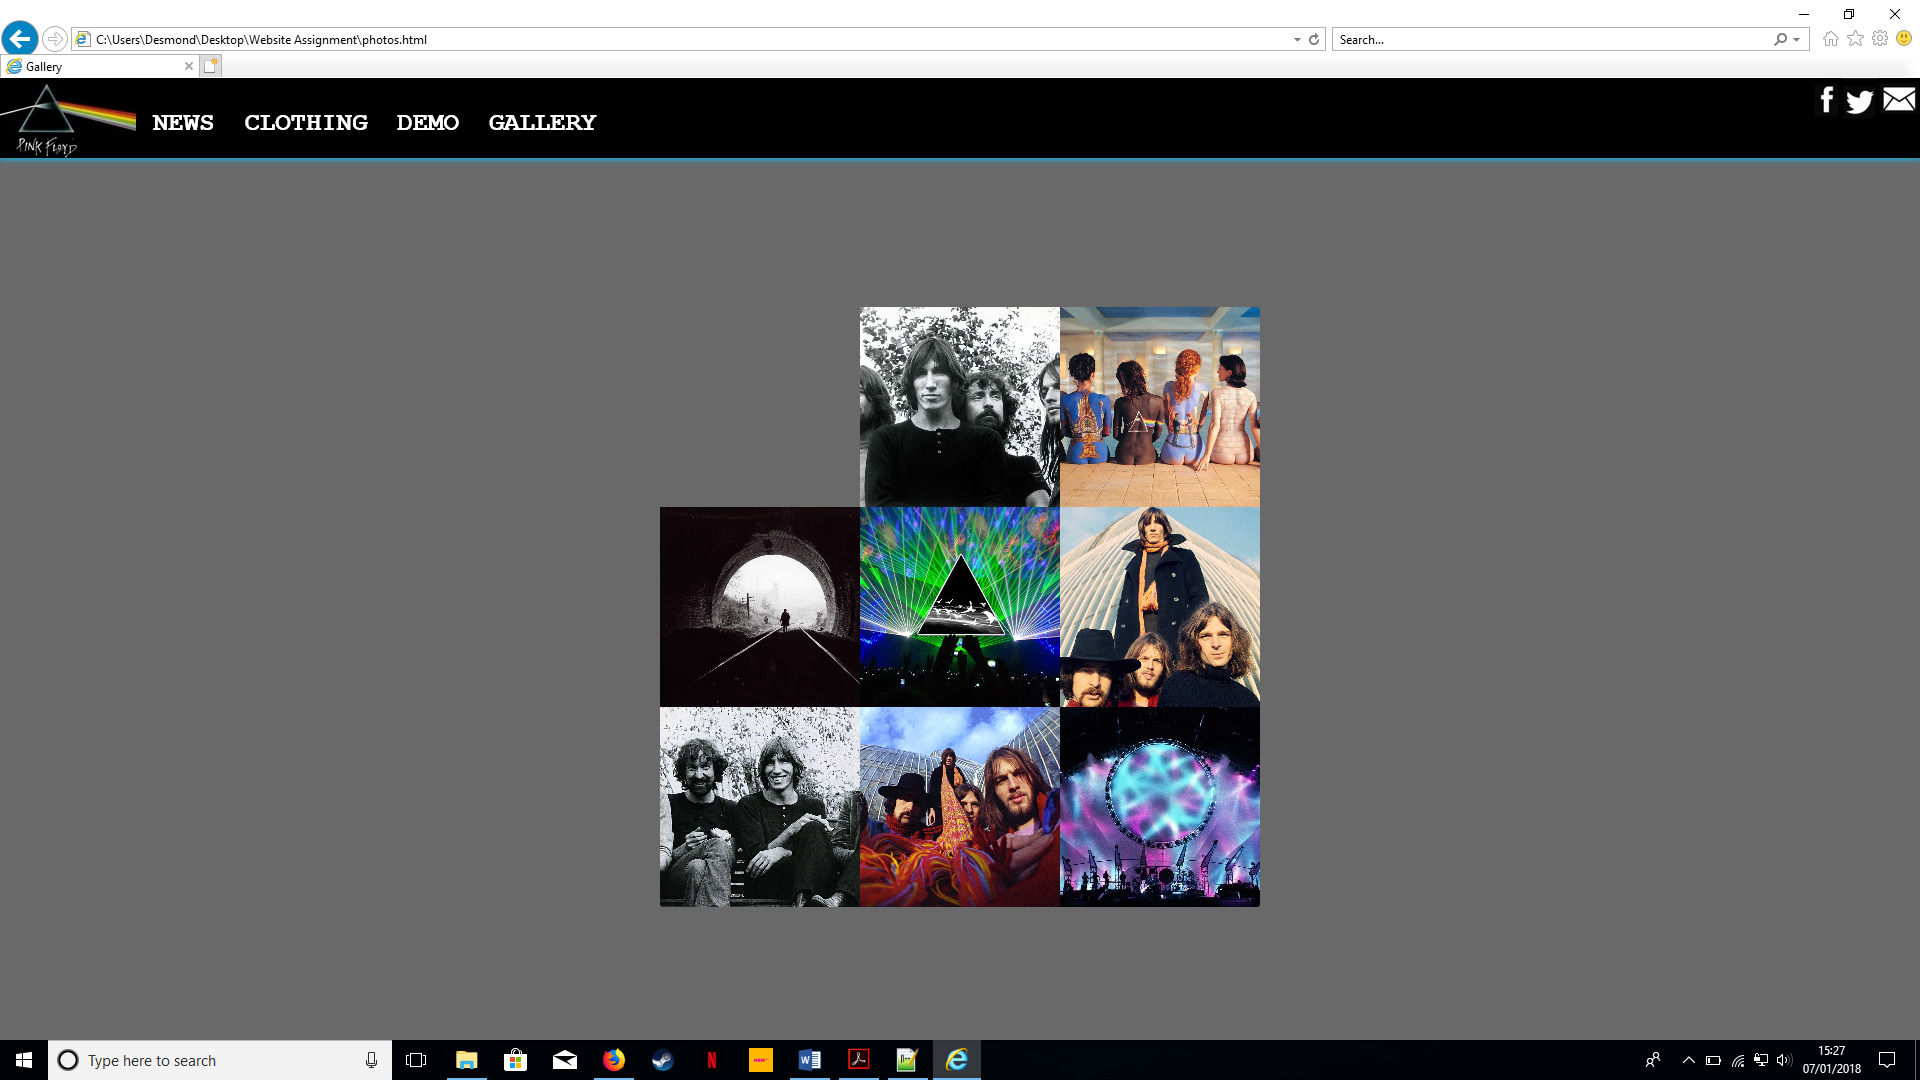 C:\Users\Desmond\Desktop\Website Assignment\photos.html
Search...
Gallery
PINK FLOYD
NEWS CLOTHING DEMO GALLERY
Type here to search
15:27
07/01/2018